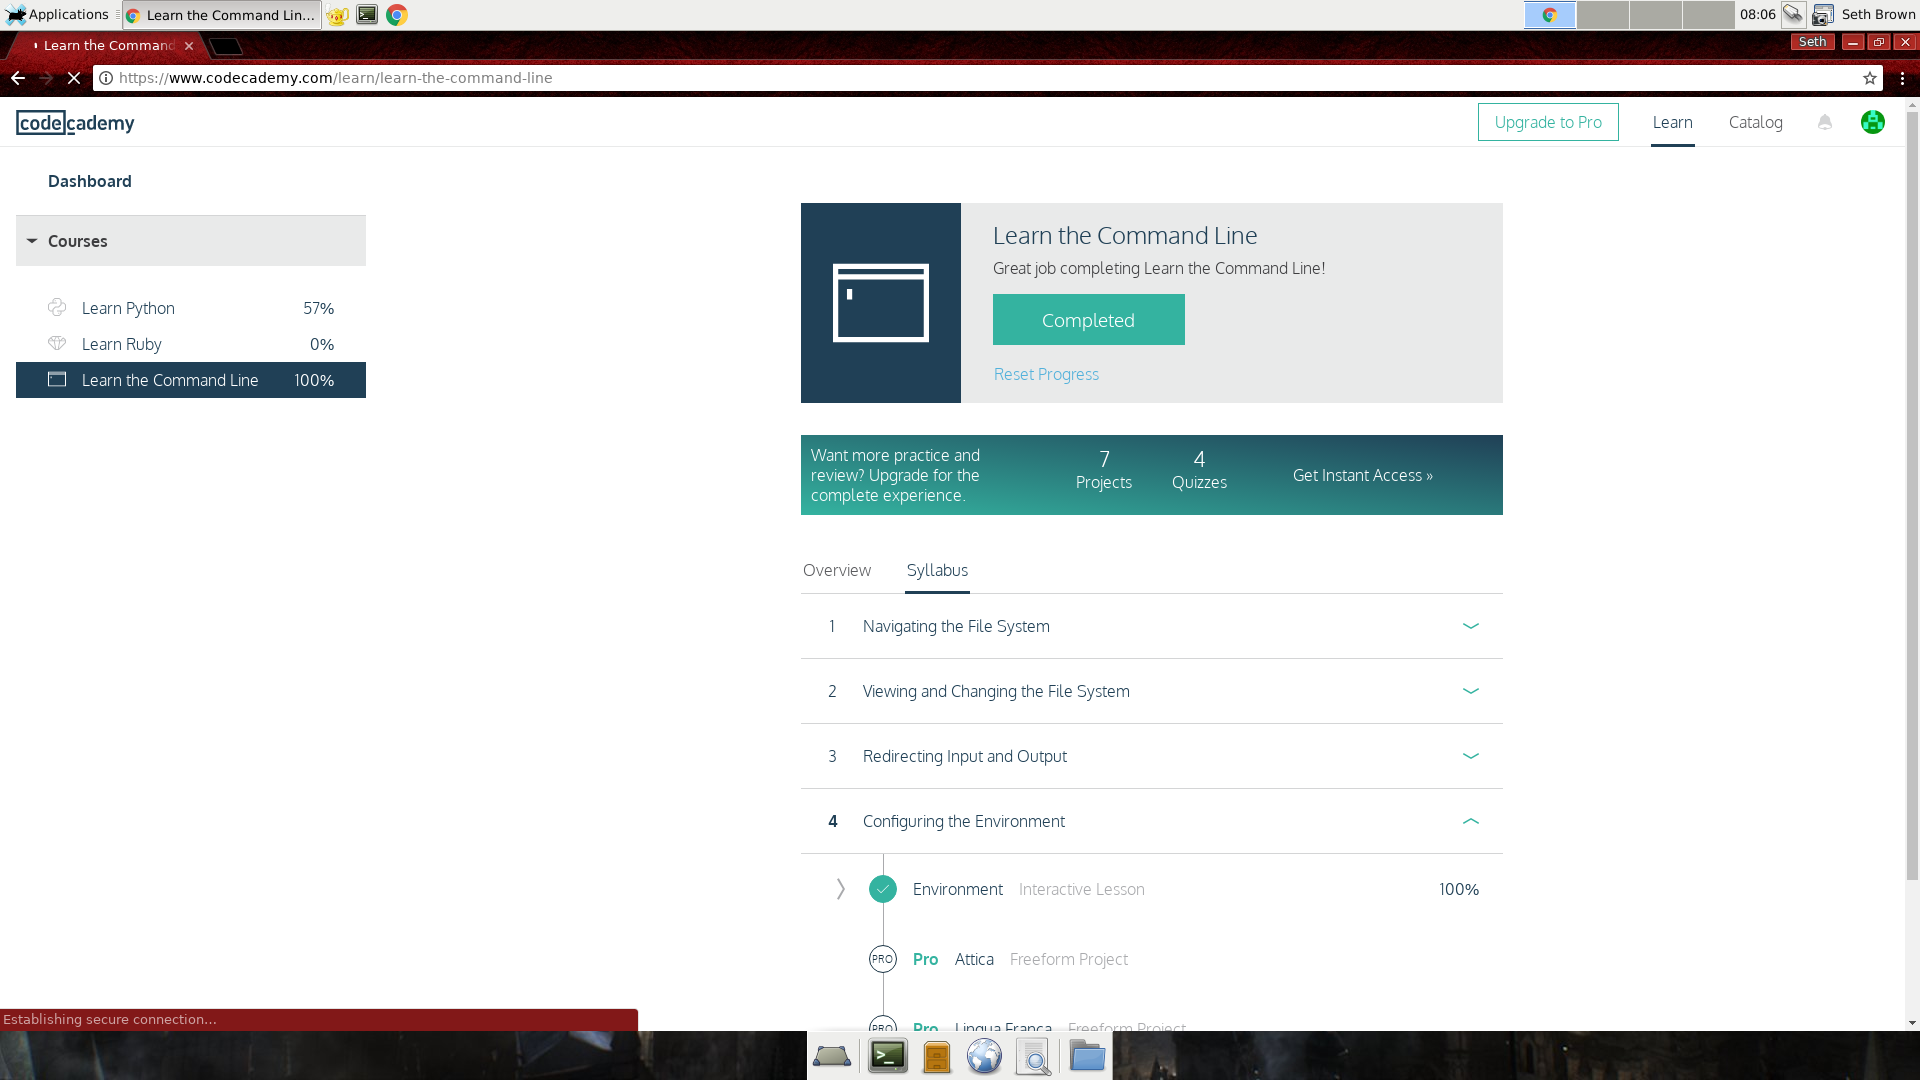 Applications
Learn the Command Lin...
08:06
Seth Brown
Learn the Command
Seth
https://www.codecademy.com/learn/learn-the-command-line
codecademy
Upgrade to Pro
Learn
Catalog
Dashboard
Courses
Learn Python 57%
Learn Ruby 0%
Learn the Command Line 100%
Learn the Command Line
Great job completing Learn the Command Line!
Completed
Reset Progress
Want more practice and
review? Upgrade for the
complete experience.
7
Projects
4
Quizzes
Get Instant Access »
Overview
Syllabus
1 Navigating the File System
2 Viewing and Changing the File System
3 Redirecting Input and Output
4 Configuring the Environment
Environment Interactive Lesson 100%
PRO Pro Attica Freeform Project
PRO Pro Lingua Franca Freeform Project
Establishing secure connection...